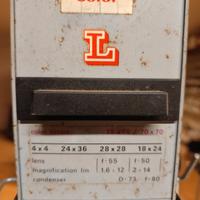 Color
L
4x4 24x36 28x28 18x24
lens f=55 f=50
magnification lim 1,6-12 2-14
condenser D=73 f=80